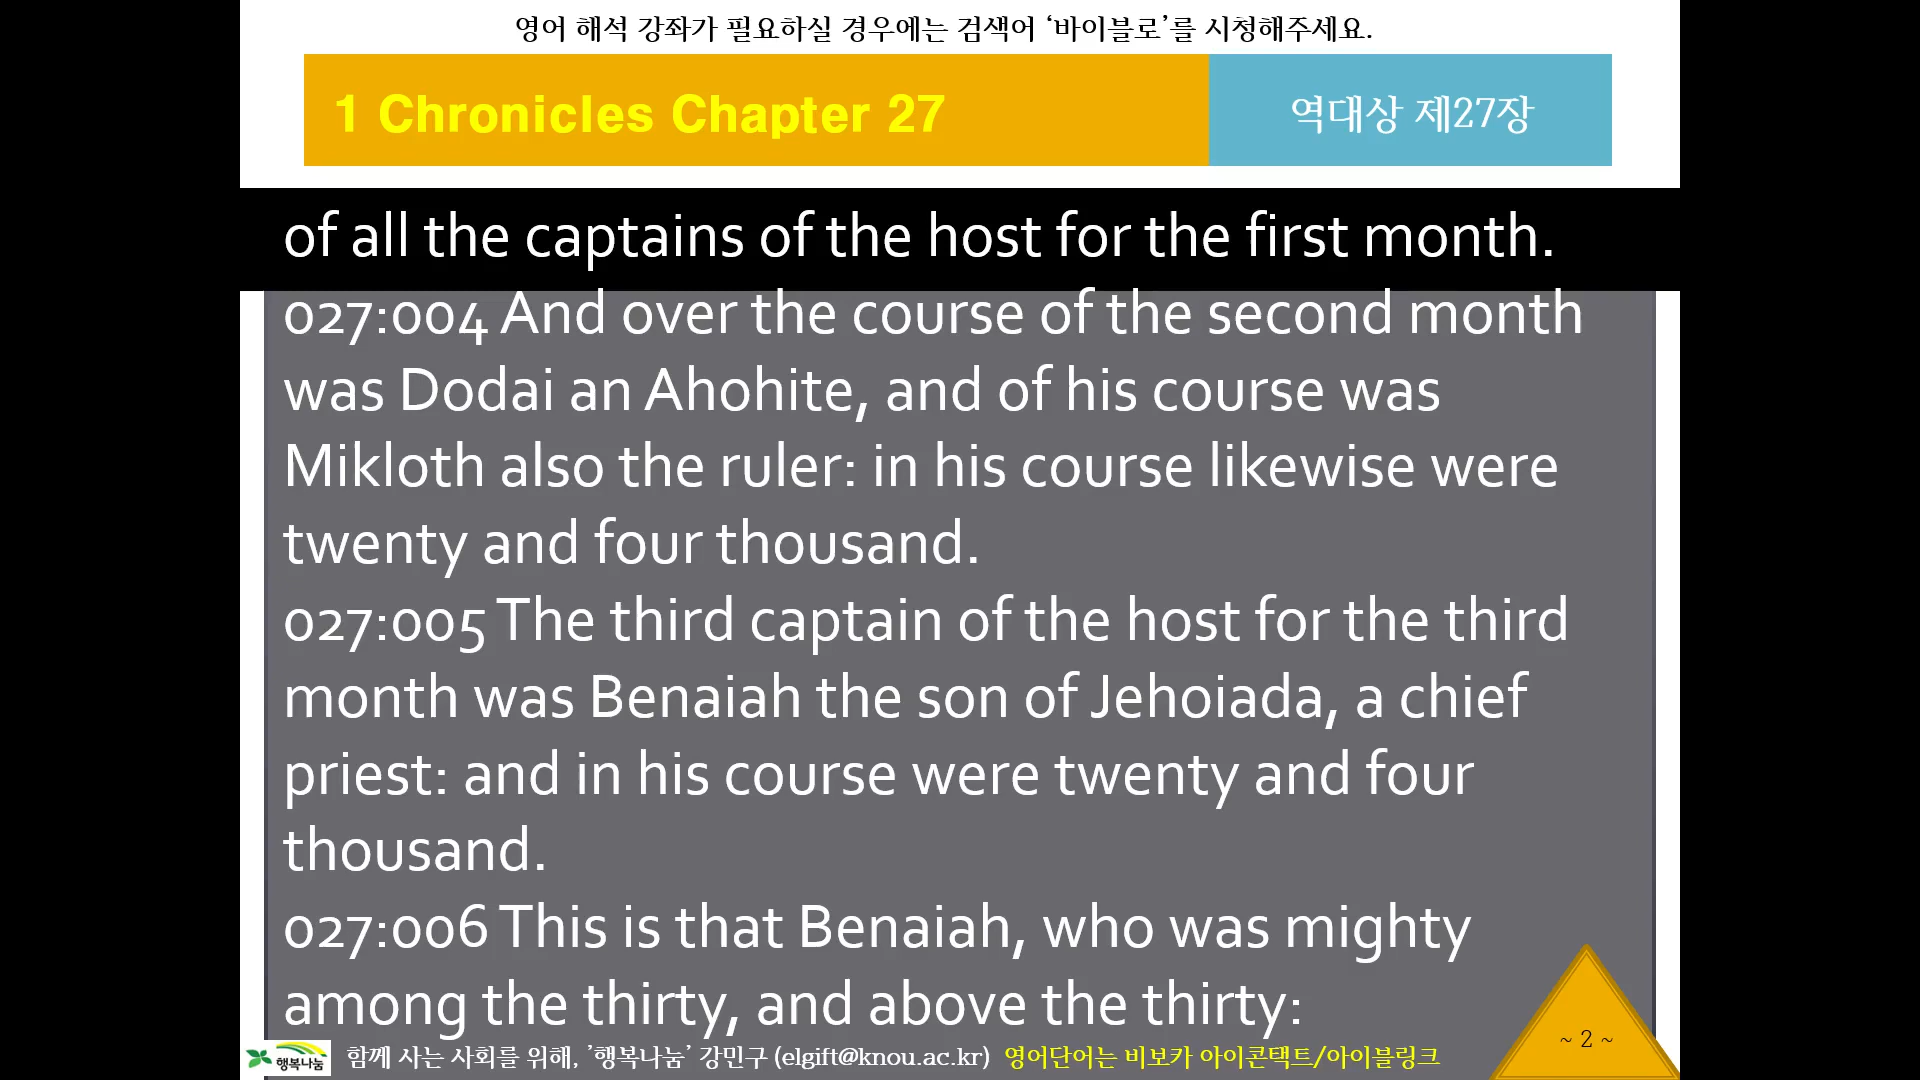 영어 해석 강좌가 필요하실 경우에는 검색어 ‘바이블로’를 시청해주세요.
1 Chronicles Chapter 27
역대상 제27장
of all the captains of the host for the first month.
027:004 And over the course of the second month
was Dodai an Ahohite, and of his course was
Mikloth also the ruler: in his course likewise were
twenty and four thousand.
027:005 The third captain of the host for the third
month was Benaiah the son of Jehoiada, a chief
priest: and in his course were twenty and four
thousand.
027:006 This is that Benaiah, who was mighty
among the thirty, and above the thirty:
~ 2 ~
행복나눔
함께 사는 사회를 위해, ’행복나눔’ 강민구 (elgift@knou.ac.kr) 영어단어는 비보카 아이콘택트/아이블링크